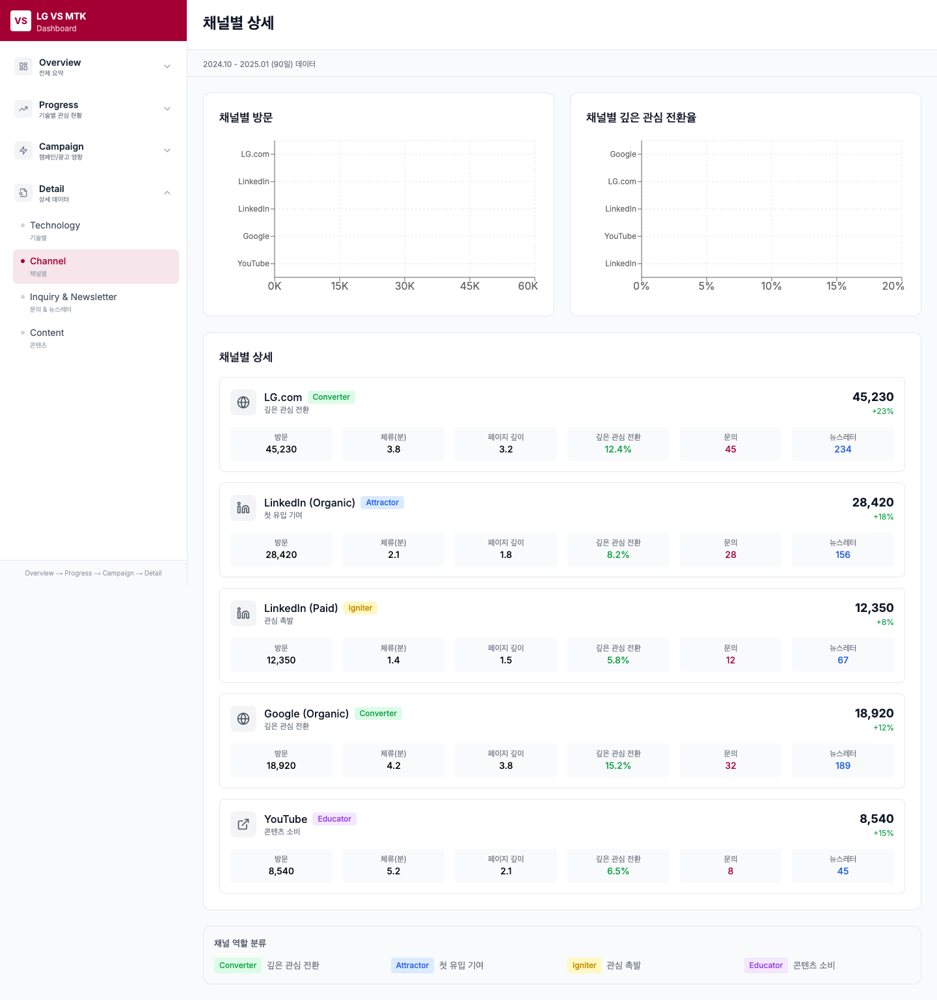 VS
LG VS MTK
Dashboard
Overview
전체 요약
Progress
기술별 관심 현황
Campaign
캠페인/광고 영향
Detail
상세 데이터
Technology
기술별
Channel
채널별
Inquiry & Newsletter
문의 & 뉴스레터
Content
콘텐츠
Overview → Progress → Campaign → Detail
채널별 상세
2024.10 - 2025.01 (90일) 데이터
채널별 방문
LG.com
LinkedIn
LinkedIn
Google
YouTube
0K 15K 30K 45K 60K
채널별 깊은 관심 전환율
Google
LG.com
LinkedIn
YouTube
LinkedIn
0% 5% 10% 15% 20%
채널별 상세
LG.com Converter
깊은 관심 전환
45,230
+23%
방문 체류(분) 페이지 깊이 깊은 관심 전환 문의 뉴스레터
45,230 3.8 3.2 12.4% 45 234
LinkedIn (Organic) Attractor
첫 유입 기여
28,420
+18%
방문 체류(분) 페이지 깊이 깊은 관심 전환 문의 뉴스레터
28,420 2.1 1.8 8.2% 28 156
LinkedIn (Paid) Igniter
관심 촉발
12,350
+8%
방문 체류(분) 페이지 깊이 깊은 관심 전환 문의 뉴스레터
12,350 1.4 1.5 5.8% 12 67
Google (Organic) Converter
깊은 관심 전환
18,920
+12%
방문 체류(분) 페이지 깊이 깊은 관심 전환 문의 뉴스레터
18,920 4.2 3.8 15.2% 32 189
YouTube Educator
콘텐츠 소비
8,540
+15%
방문 체류(분) 페이지 깊이 깊은 관심 전환 문의 뉴스레터
8,540 5.2 2.1 6.5% 8 45
채널 역할 분류
Converter 깊은 관심 전환 Attractor 첫 유입 기여 Igniter 관심 촉발 Educator 콘텐츠 소비